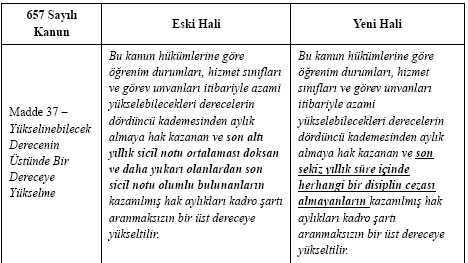 657 Sayılı
Kanun
Eski Hali
Yeni Hali
Madde 37 –
Yükselinebilecek
Derecenin
Üstünde Bir
Dereceye
Yükselme
Bu kanun hükümlerine göre
öğrenim durumları, hizmet sınıfları
ve görev unvanları itibariyle azami
yükselebilecekleri derecelerin
dördüncü kademesinden aylık
almaya hak kazanan ve son altı
yıllık sicil notu ortalaması doksan
ve daha yukarı olanlardan son
sicil notu olumlu bulunanların
kazanılmış hak aylıkları kadro şartı
aranmaksızın bir üst dereceye
yükseltilir.
Bu kanun hükümlerine göre
öğrenim durumları, hizmet
sınıfları ve görev unvanları
itibariyle azami
yükselebilecekleri derecelerin
dördüncü kademesinden aylık
almaya hak kazanan ve son
sekiz yıllık süre içinde
herhangi bir disiplin cezası
almayanların kazanılmış hak
aylıkları kadro şartı
aranmaksızın bir üst dereceye
yükseltilir.